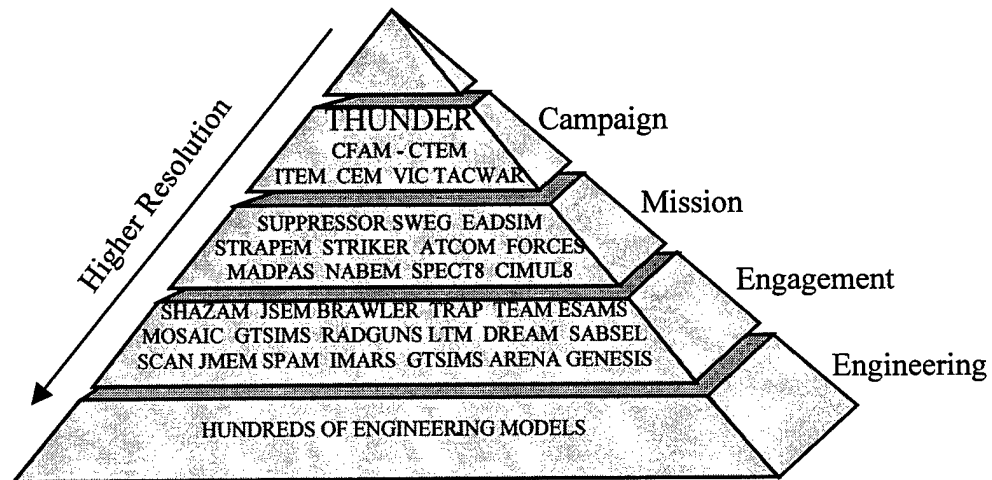 Higher Resolution
THUNDER
CFAM - CTEM
ITEM CEM VIC TACWAR
Campaign
SUPPRESSOR SWEG EADSIM
STRAPEM STRIKER ATCOM FORCES
MADPAS NABEM SPECT8 CIMUL8
Mission
SHAZAM JSEM BRAWLER TRAP TEAM ESAMS
MOSAIC GTSIMS RADGUNS LTM DREAM SABSEL
SCAN JMEM SPAM IMARS GTSIMS ARENA GENESIS
Engagement
HUNDREDS OF ENGINEERING MODELS
Engineering